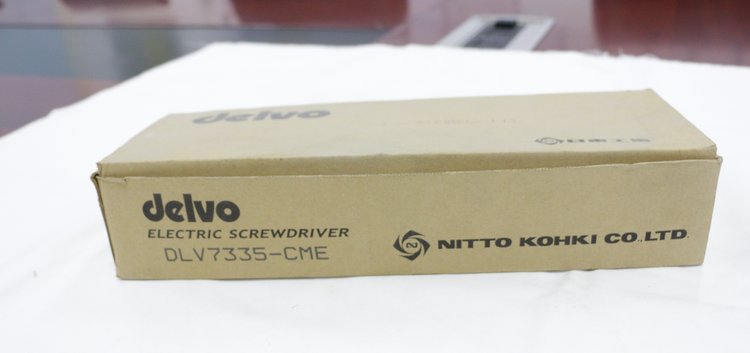 delvo
delvo
ELECTRIC SCREWDRIVER
DLV7335-CME
NITTO KOHKI CO.,LTD.